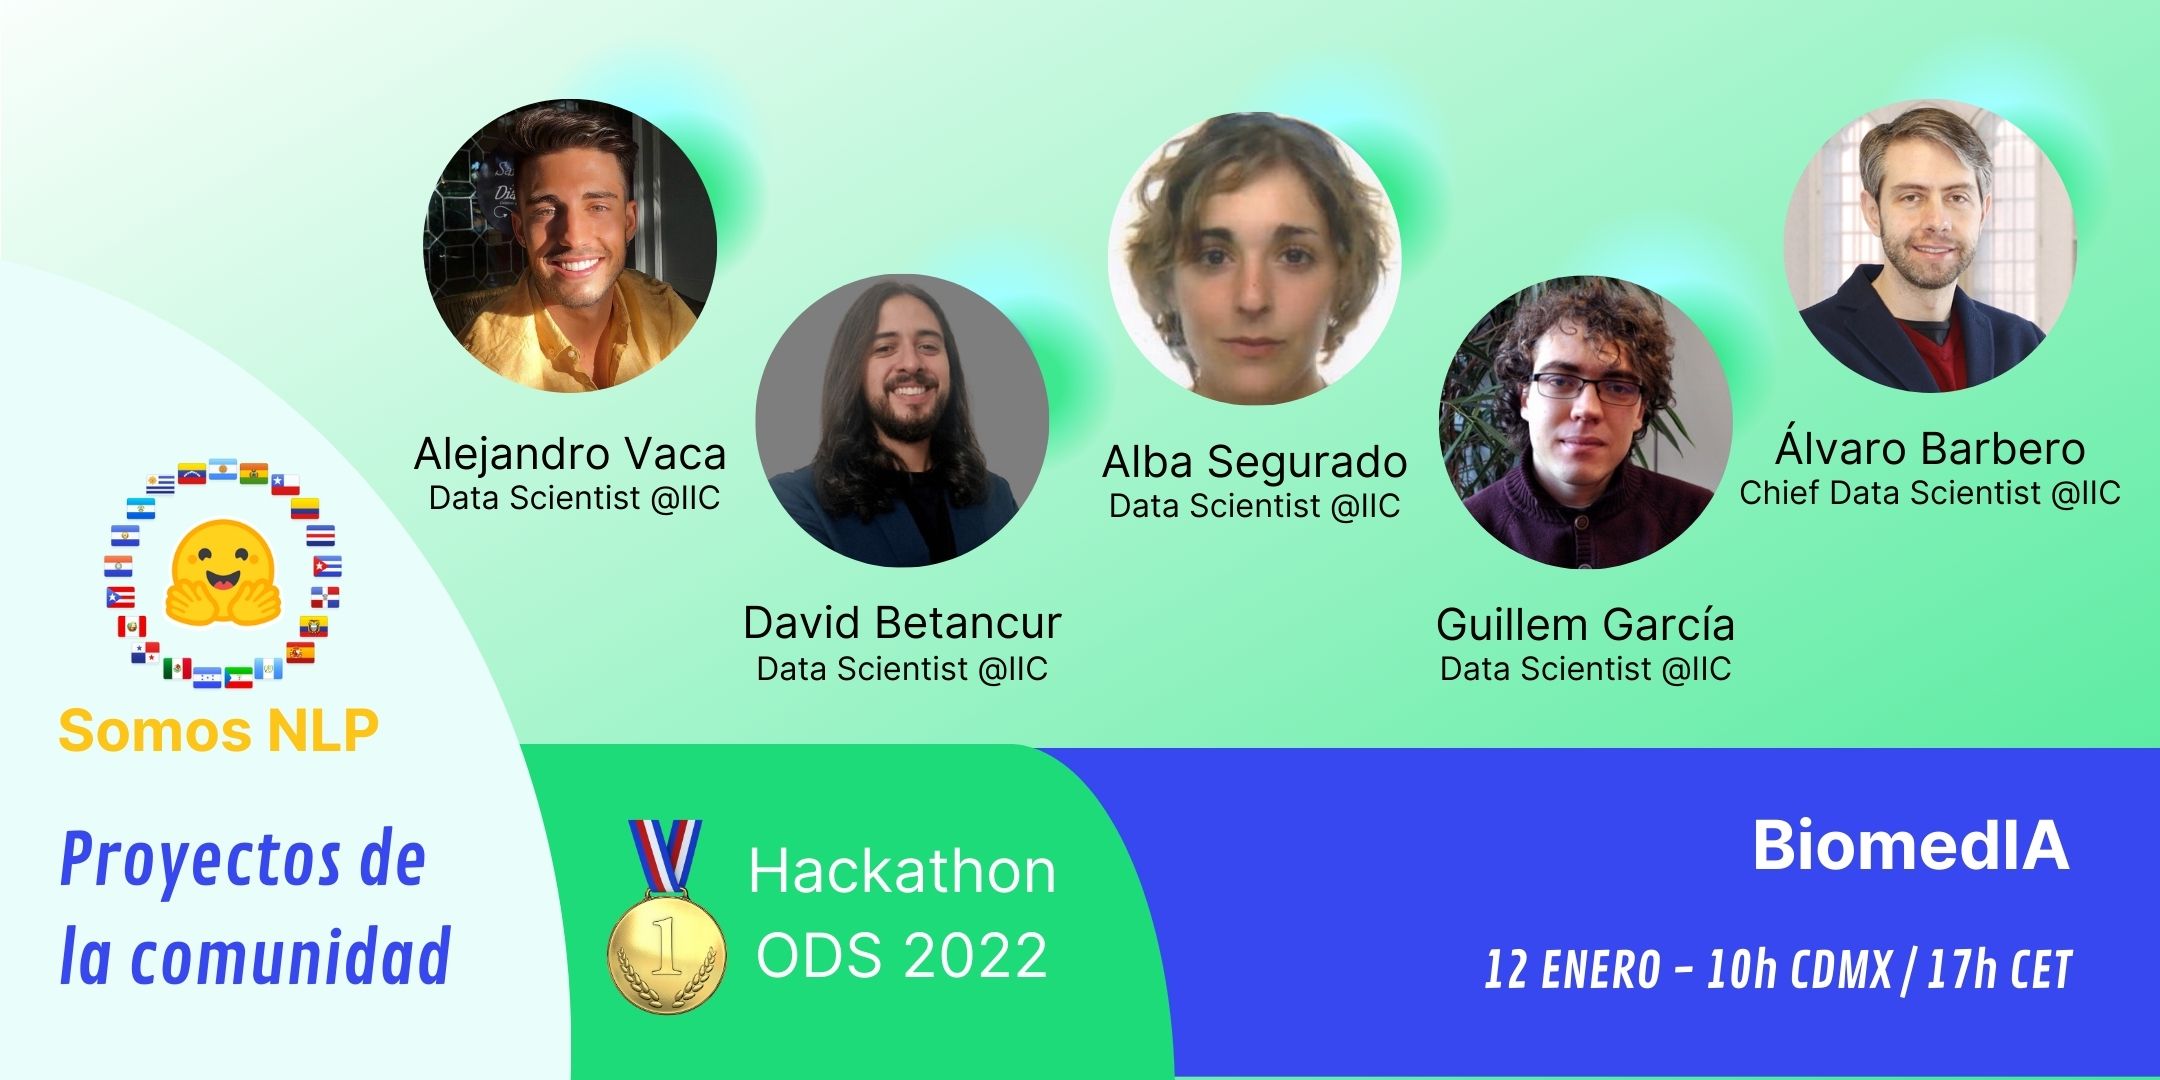 Alejandro Vaca
Data Scientist @IIC
David Betancur
Data Scientist @IIC
Alba Segurado
Data Scientist @IIC
Guillem García
Data Scientist @IIC
Álvaro Barbero
Chief Data Scientist @IIC
Somos NLP
Proyectos de
la comunidad
1
Hackathon
ODS 2022
BiomedIA
12 ENERO - 10h CDMX / 17h CET